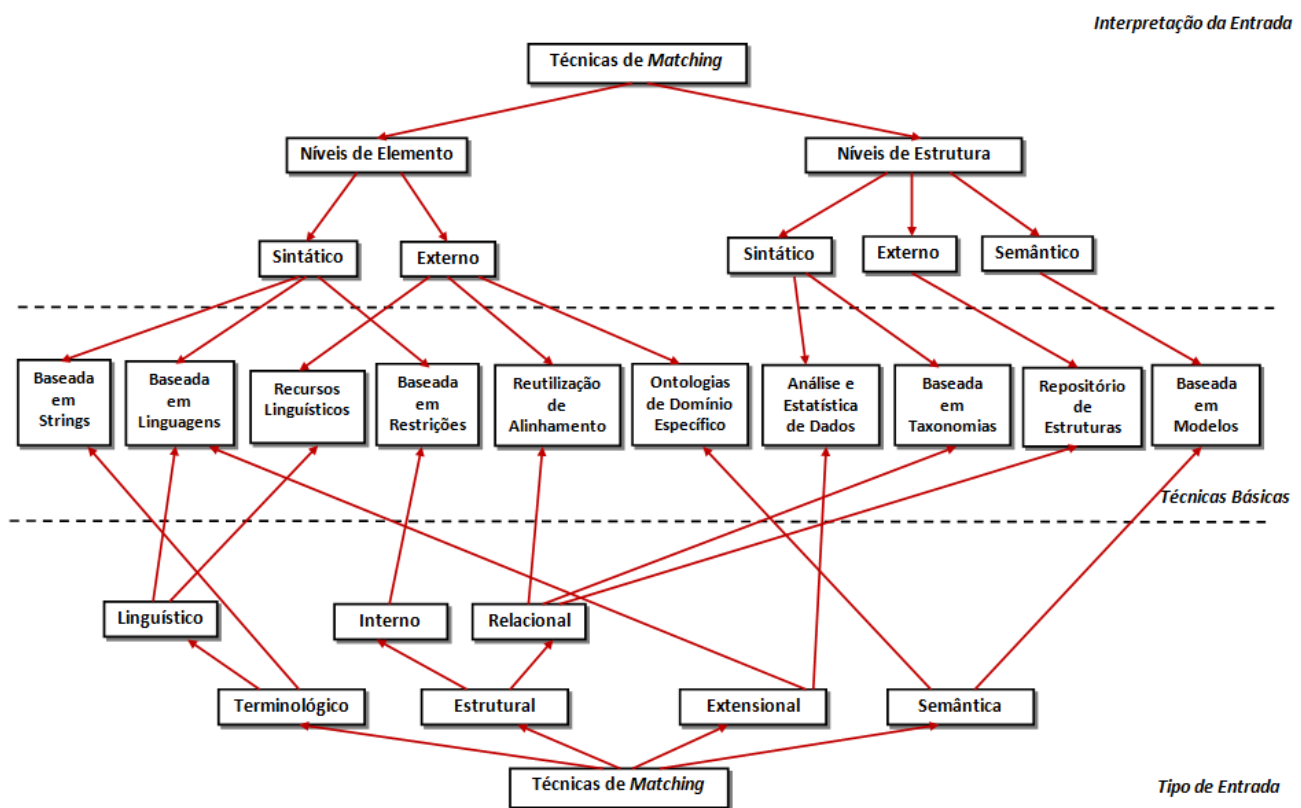 Interpretação da Entrada
Técnicas de Matching
Níveis de Elemento
Níveis de Estrutura
Sintático
Externo
Sintático
Externo
Semântico
Baseada
em
Strings
Baseada
em
Linguagens
Recursos
Linguísticos
Baseada
em
Restrições
Reutilização
de
Alinhamento
Ontologias
de Domínio
Específico
Análise e
Estatística
de Dados
Baseada
em
Taxonomias
Repositório
de
Estruturas
Baseada
em
Modelos
Técnicas Básicas
Linguístico
Interno
Relacional
Terminológico
Estrutural
Extensional
Semântica
Técnicas de Matching
Tipo de Entrada